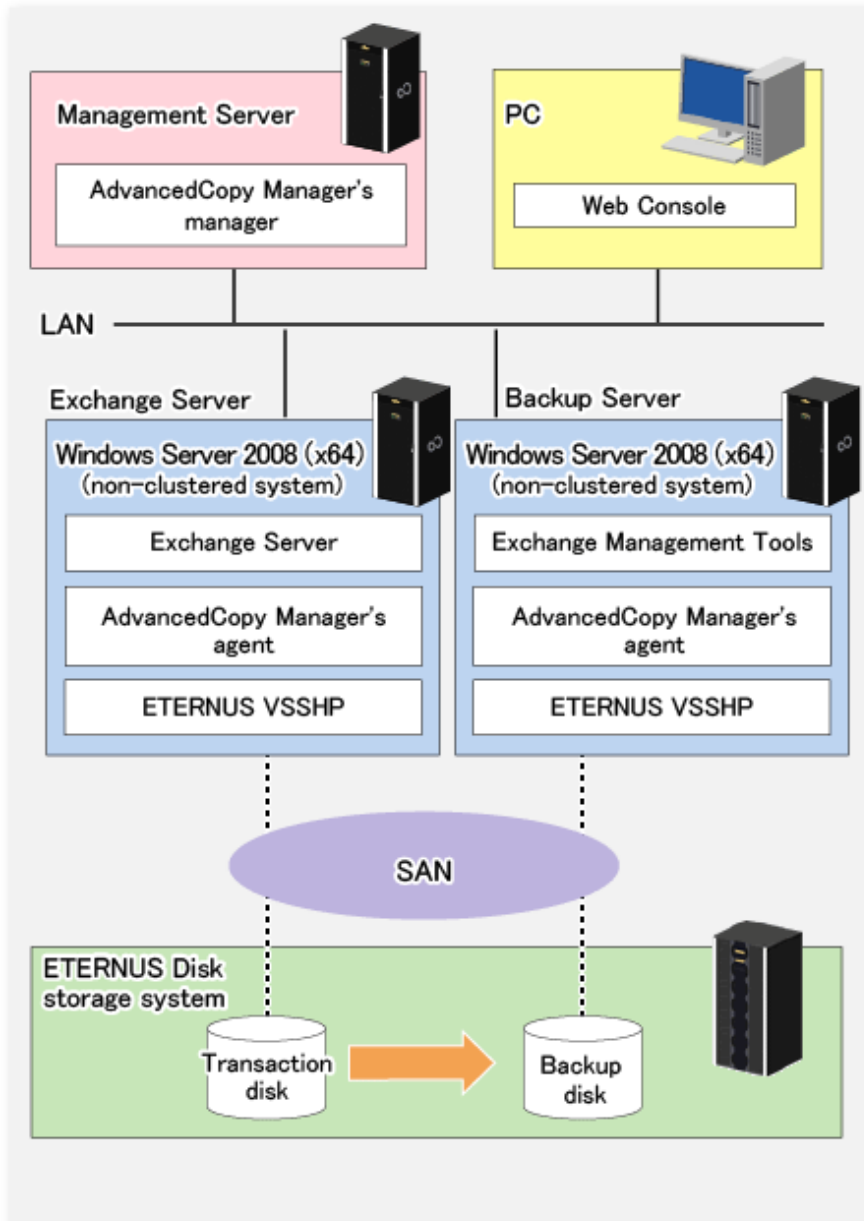 Management Server
AdvancedCopy Manager's
manager
PC
Web Console
LAN
Exchange Server
Windows Server 2008 (x64)
(non-clustered system)
Exchange Server
AdvancedCopy Manager's
agent
ETERNUS VSSHP
Backup Server
Windows Server 2008 (x64)
(non-clustered system)
Exchange Management Tools
AdvancedCopy Manager's
agent
ETERNUS VSSHP
SAN
ETERNUS Disk
storage system
Transaction
disk
Backup
disk